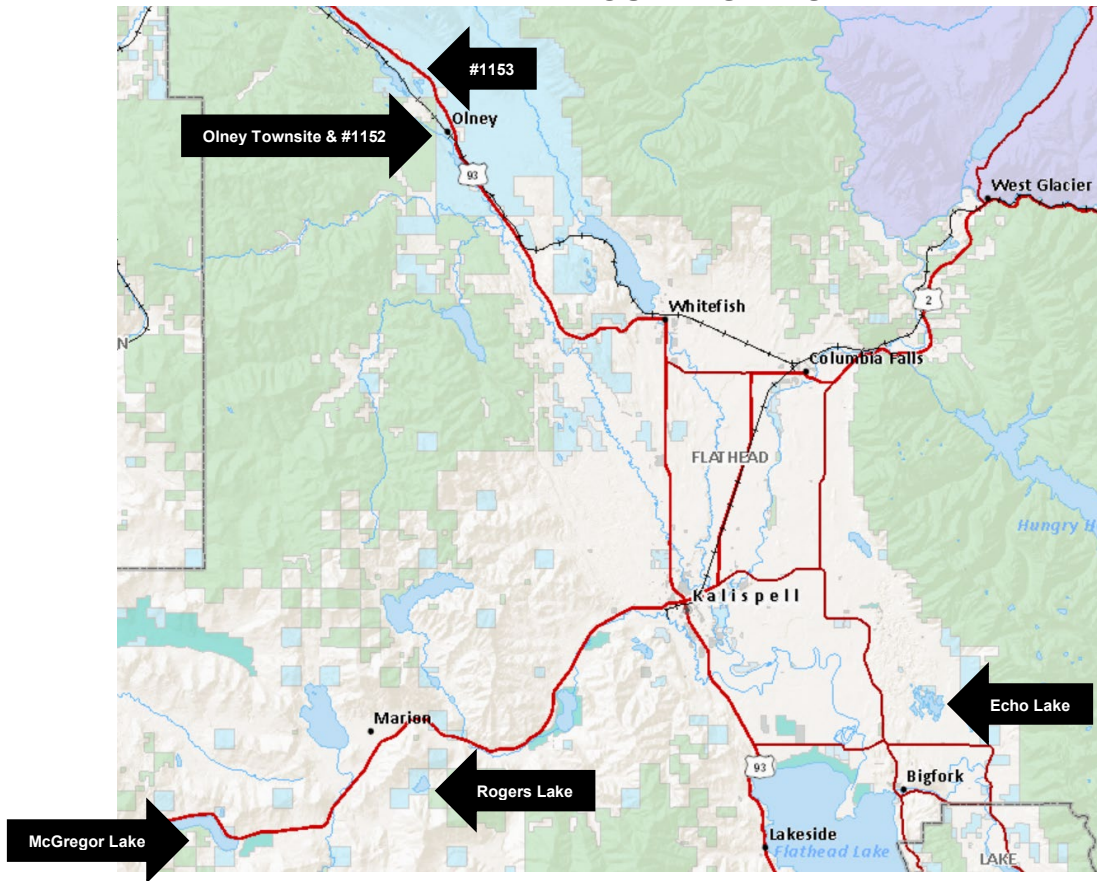 #1153
Olney
Olney Townsite & #1152
93
West Glacier
2
Whitefish
Columbia Falls
FLATHEAD
Hungry H
Kalispell
Echo Lake
Marion
93
Bigfork
Rogers Lake
McGregor Lake
Lakeside
Flathead Lake
LAKE
N